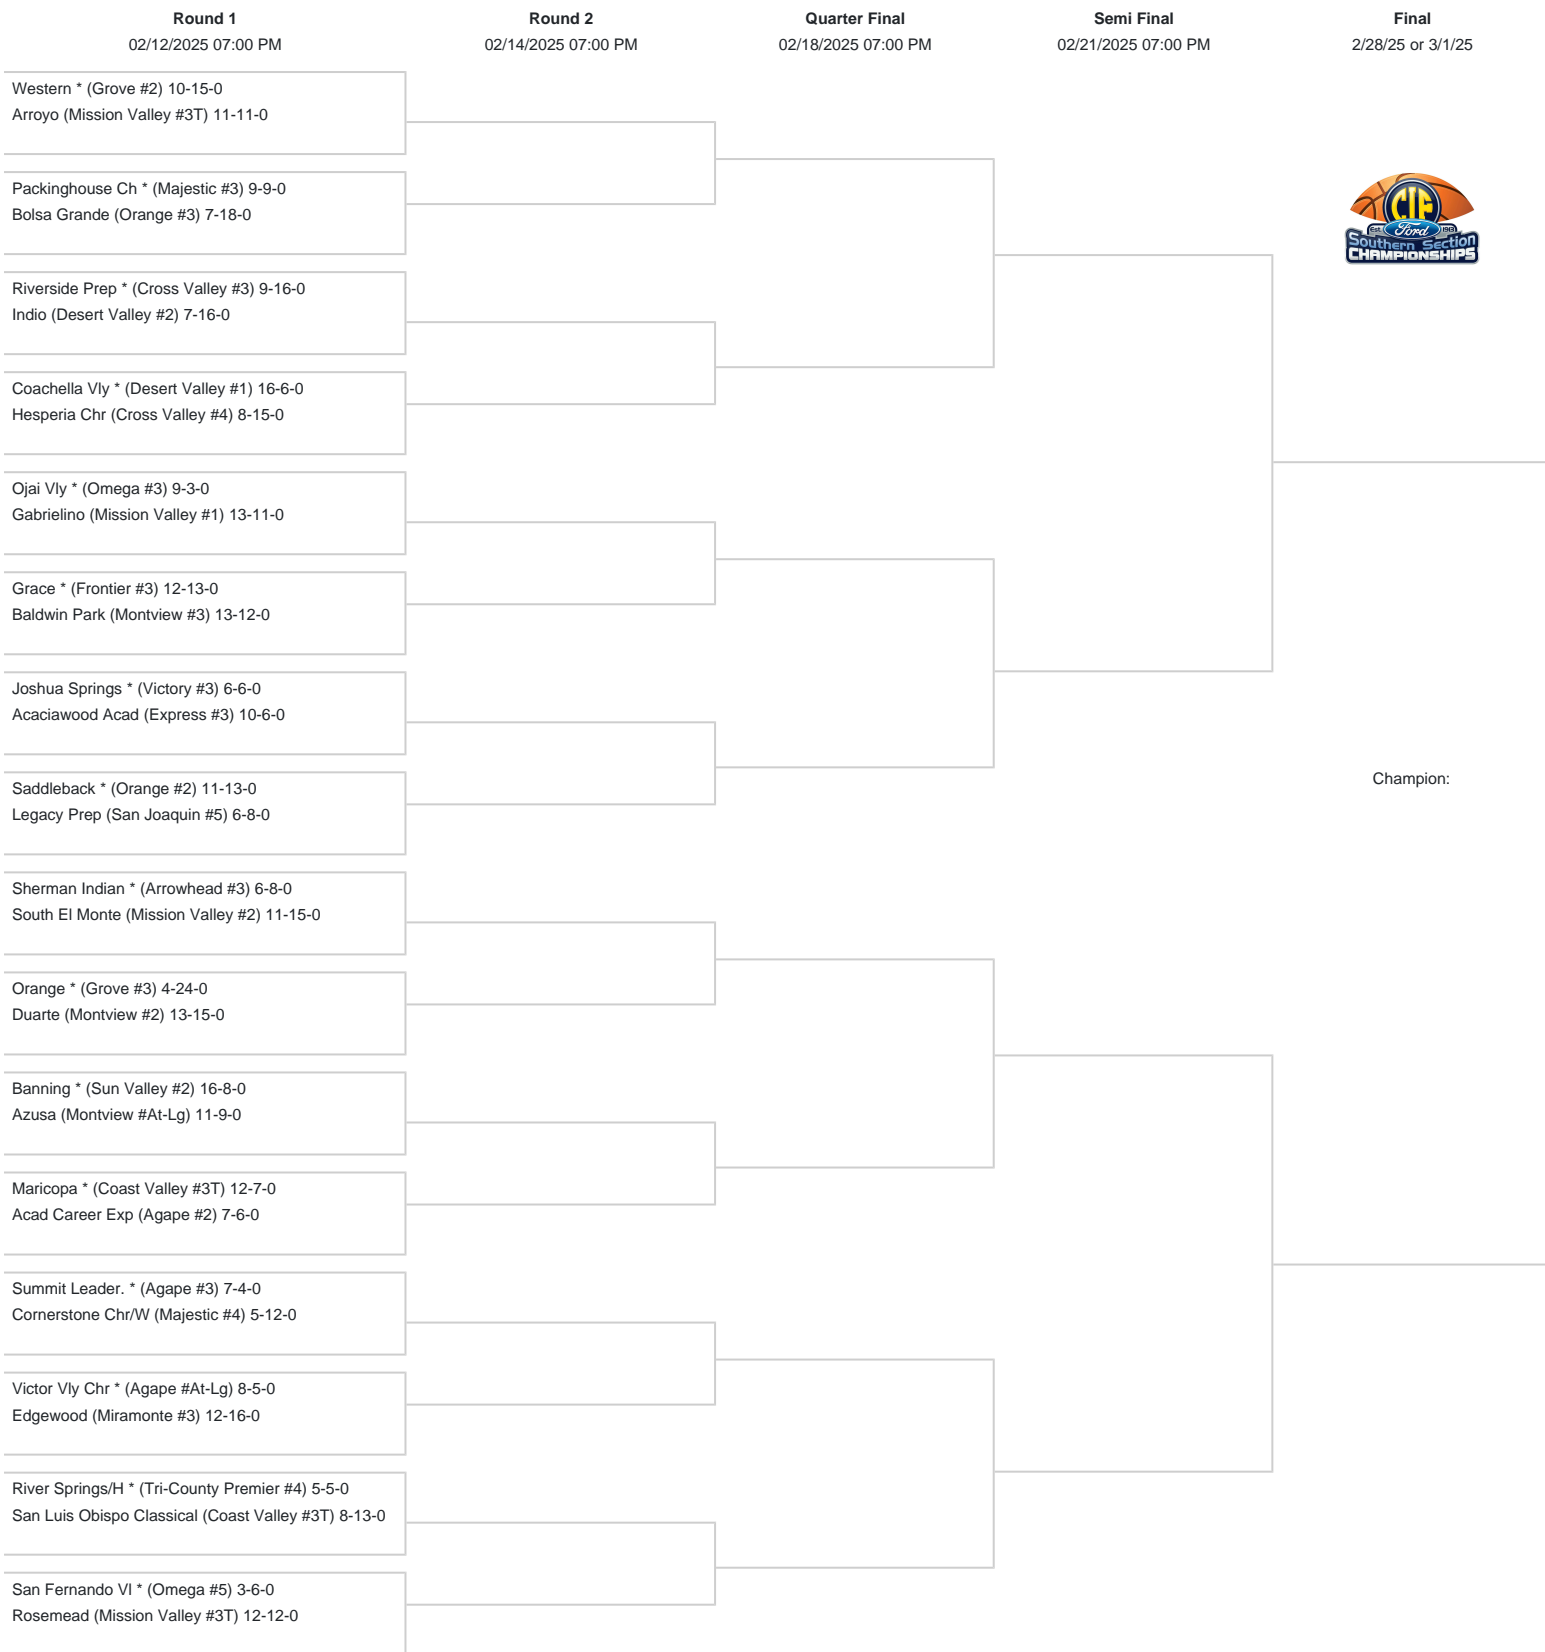 Round 1
02/12/2025 07:00 PM
Round 2
02/14/2025 07:00 PM
Quarter Final
02/18/2025 07:00 PM
Semi Final
02/21/2025 07:00 PM
Final
2/28/25 or 3/1/25
Western * (Grove #2) 10-15-0
Arroyo (Mission Valley #3T) 11-11-0
Packinghouse Ch * (Majestic #3) 9-9-0
Bolsa Grande (Orange #3) 7-18-0
Riverside Prep * (Cross Valley #3) 9-16-0
Indio (Desert Valley #2) 7-16-0
Coachella Vly * (Desert Valley #1) 16-6-0
Hesperia Chr (Cross Valley #4) 8-15-0
Ojai Vly * (Omega #3) 9-3-0
Gabrielino (Mission Valley #1) 13-11-0
Grace * (Frontier #3) 12-13-0
Baldwin Park (Montview #3) 13-12-0
Joshua Springs * (Victory #3) 6-6-0
Acaciawood Acad (Express #3) 10-6-0
Saddleback * (Orange #2) 11-13-0
Legacy Prep (San Joaquin #5) 6-8-0
Sherman Indian * (Arrowhead #3) 6-8-0
South El Monte (Mission Valley #2) 11-15-0
Orange * (Grove #3) 4-24-0
Duarte (Montview #2) 13-15-0
Banning * (Sun Valley #2) 16-8-0
Azusa (Montview #At-Lg) 11-9-0
Maricopa * (Coast Valley #3T) 12-7-0
Acad Career Exp (Agape #2) 7-6-0
Summit Leader. * (Agape #3) 7-4-0
Cornerstone Chr/W (Majestic #4) 5-12-0
Victor Vly Chr * (Agape #At-Lg) 8-5-0
Edgewood (Miramonte #3) 12-16-0
River Springs/H * (Tri-County Premier #4) 5-5-0
San Luis Obispo Classical (Coast Valley #3T) 8-13-0
San Fernando Vl * (Omega #5) 3-6-0
Rosemead (Mission Valley #3T) 12-12-0
CIF
Est. Ford 1913
Southern Section
CHAMPIONSHIPS
Champion: